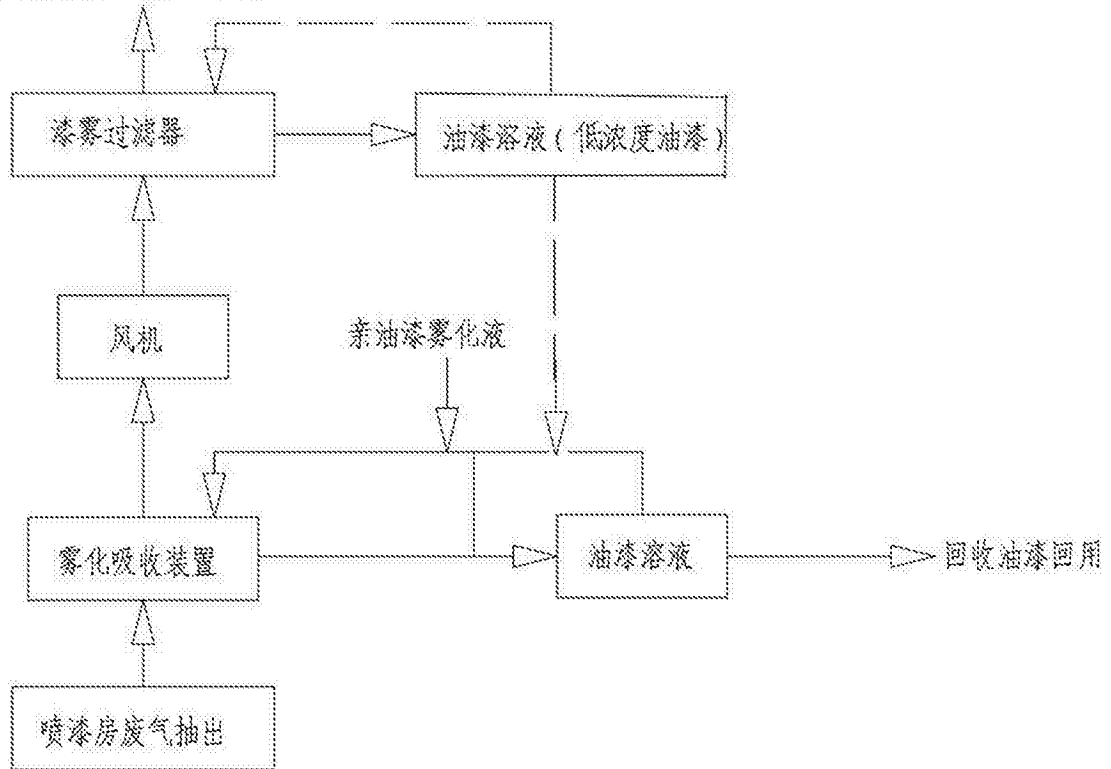 漆雾过滤器
油漆溶液(低浓度油漆)
风机
亲油漆雾化液
雾化吸收装置
油漆溶液
回收油漆回用
喷漆房废气抽出